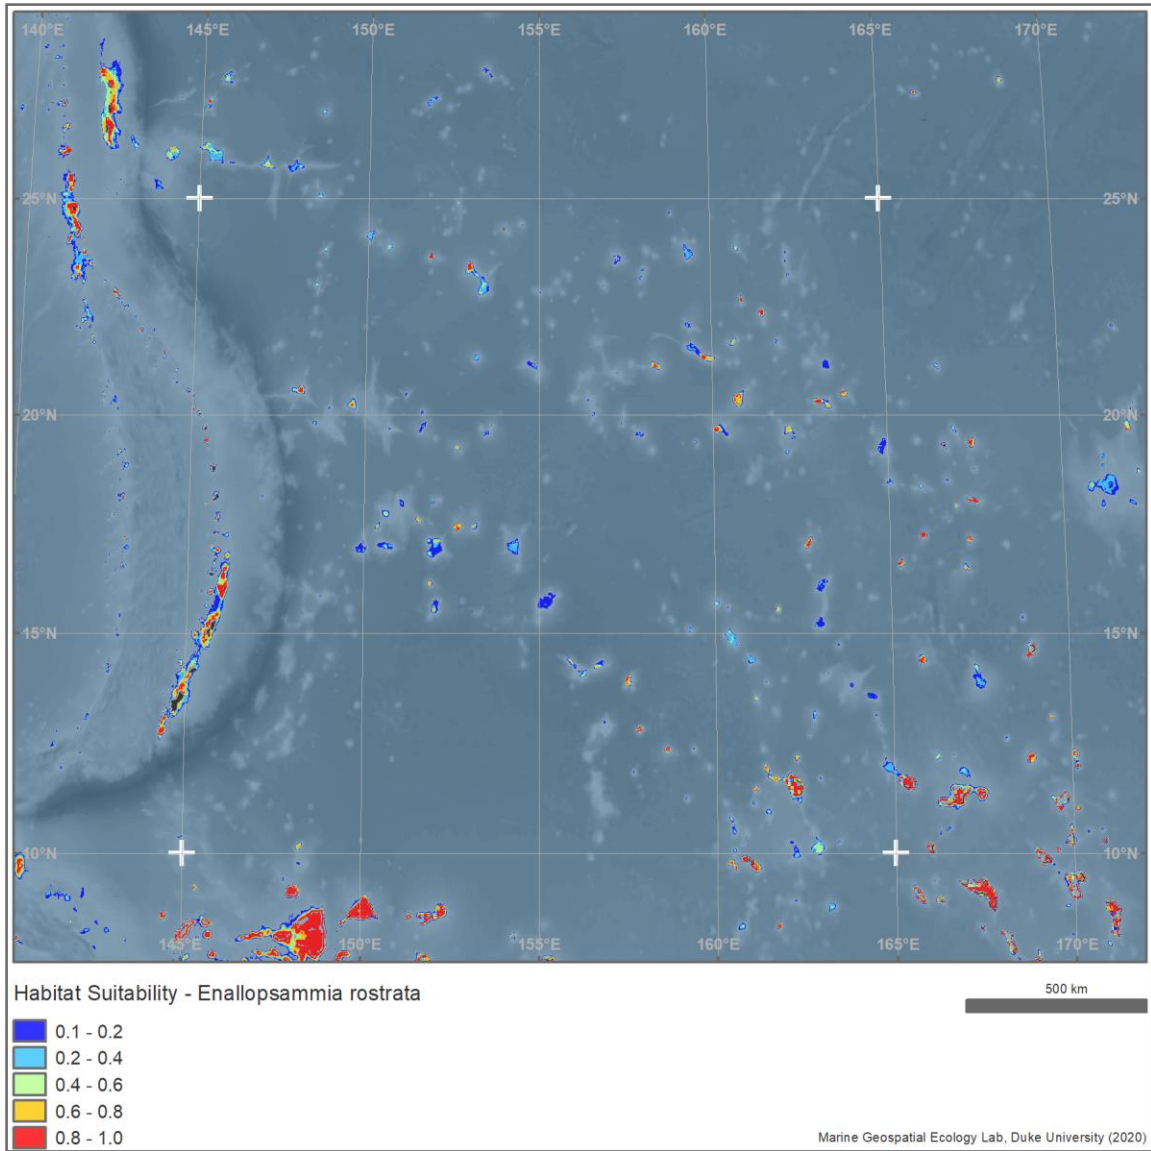 140°E 145°E 150°E 155°E 160°E 165°E 170°E
25°N 25°N
20°N 20°N
15°N 15°N
10°N 10°N
145°E 150°E 155°E 160°E 165°E 170°E
Habitat Suitability - Enallopsammia rostrata
500 km
0.1 - 0.2
0.2 - 0.4
0.4 - 0.6
0.6 - 0.8
0.8 - 1.0
Marine Geospatial Ecology Lab, Duke University (2020)